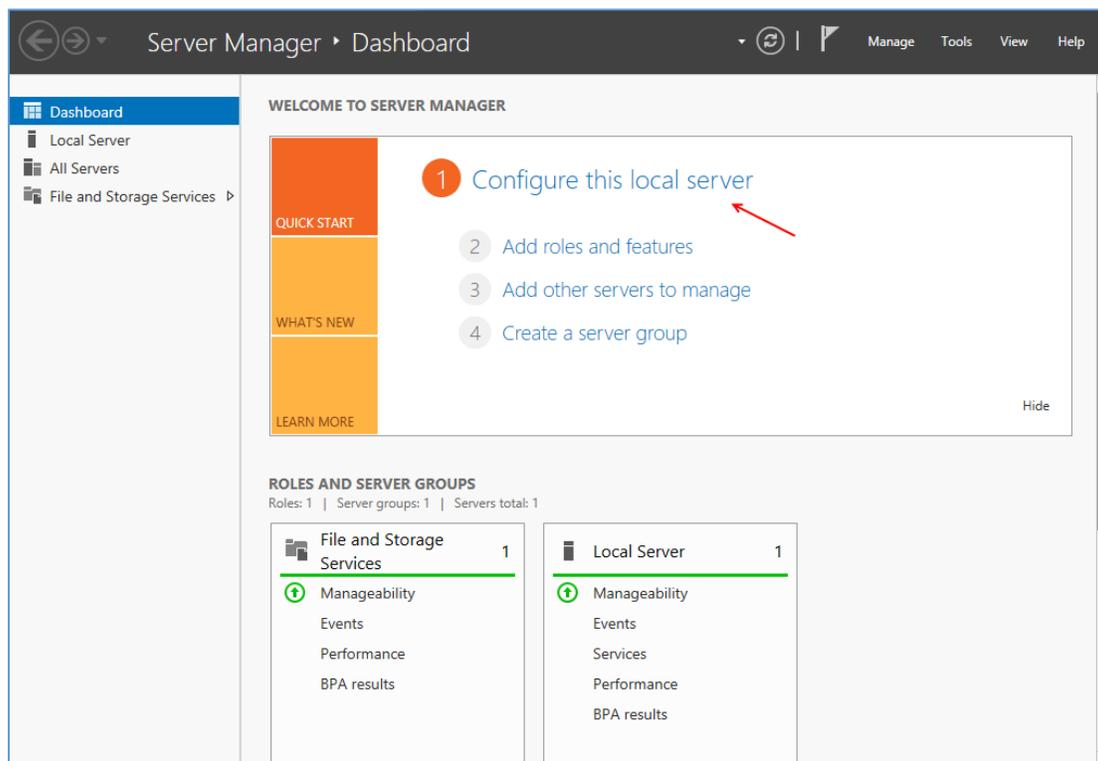 Server Manager ‣ Dashboard
Manage Tools View Help
Dashboard
Local Server
All Servers
File and Storage Services
WELCOME TO SERVER MANAGER
QUICK START
WHAT'S NEW
LEARN MORE
1 Configure this local server
2 Add roles and features
3 Add other servers to manage
4 Create a server group
Hide
ROLES AND SERVER GROUPS
Roles: 1 | Server groups: 1 | Servers total: 1
File and Storage
Services
1
Manageability
Events
Performance
BPA results
Local Server 1
Manageability
Events
Services
Performance
BPA results